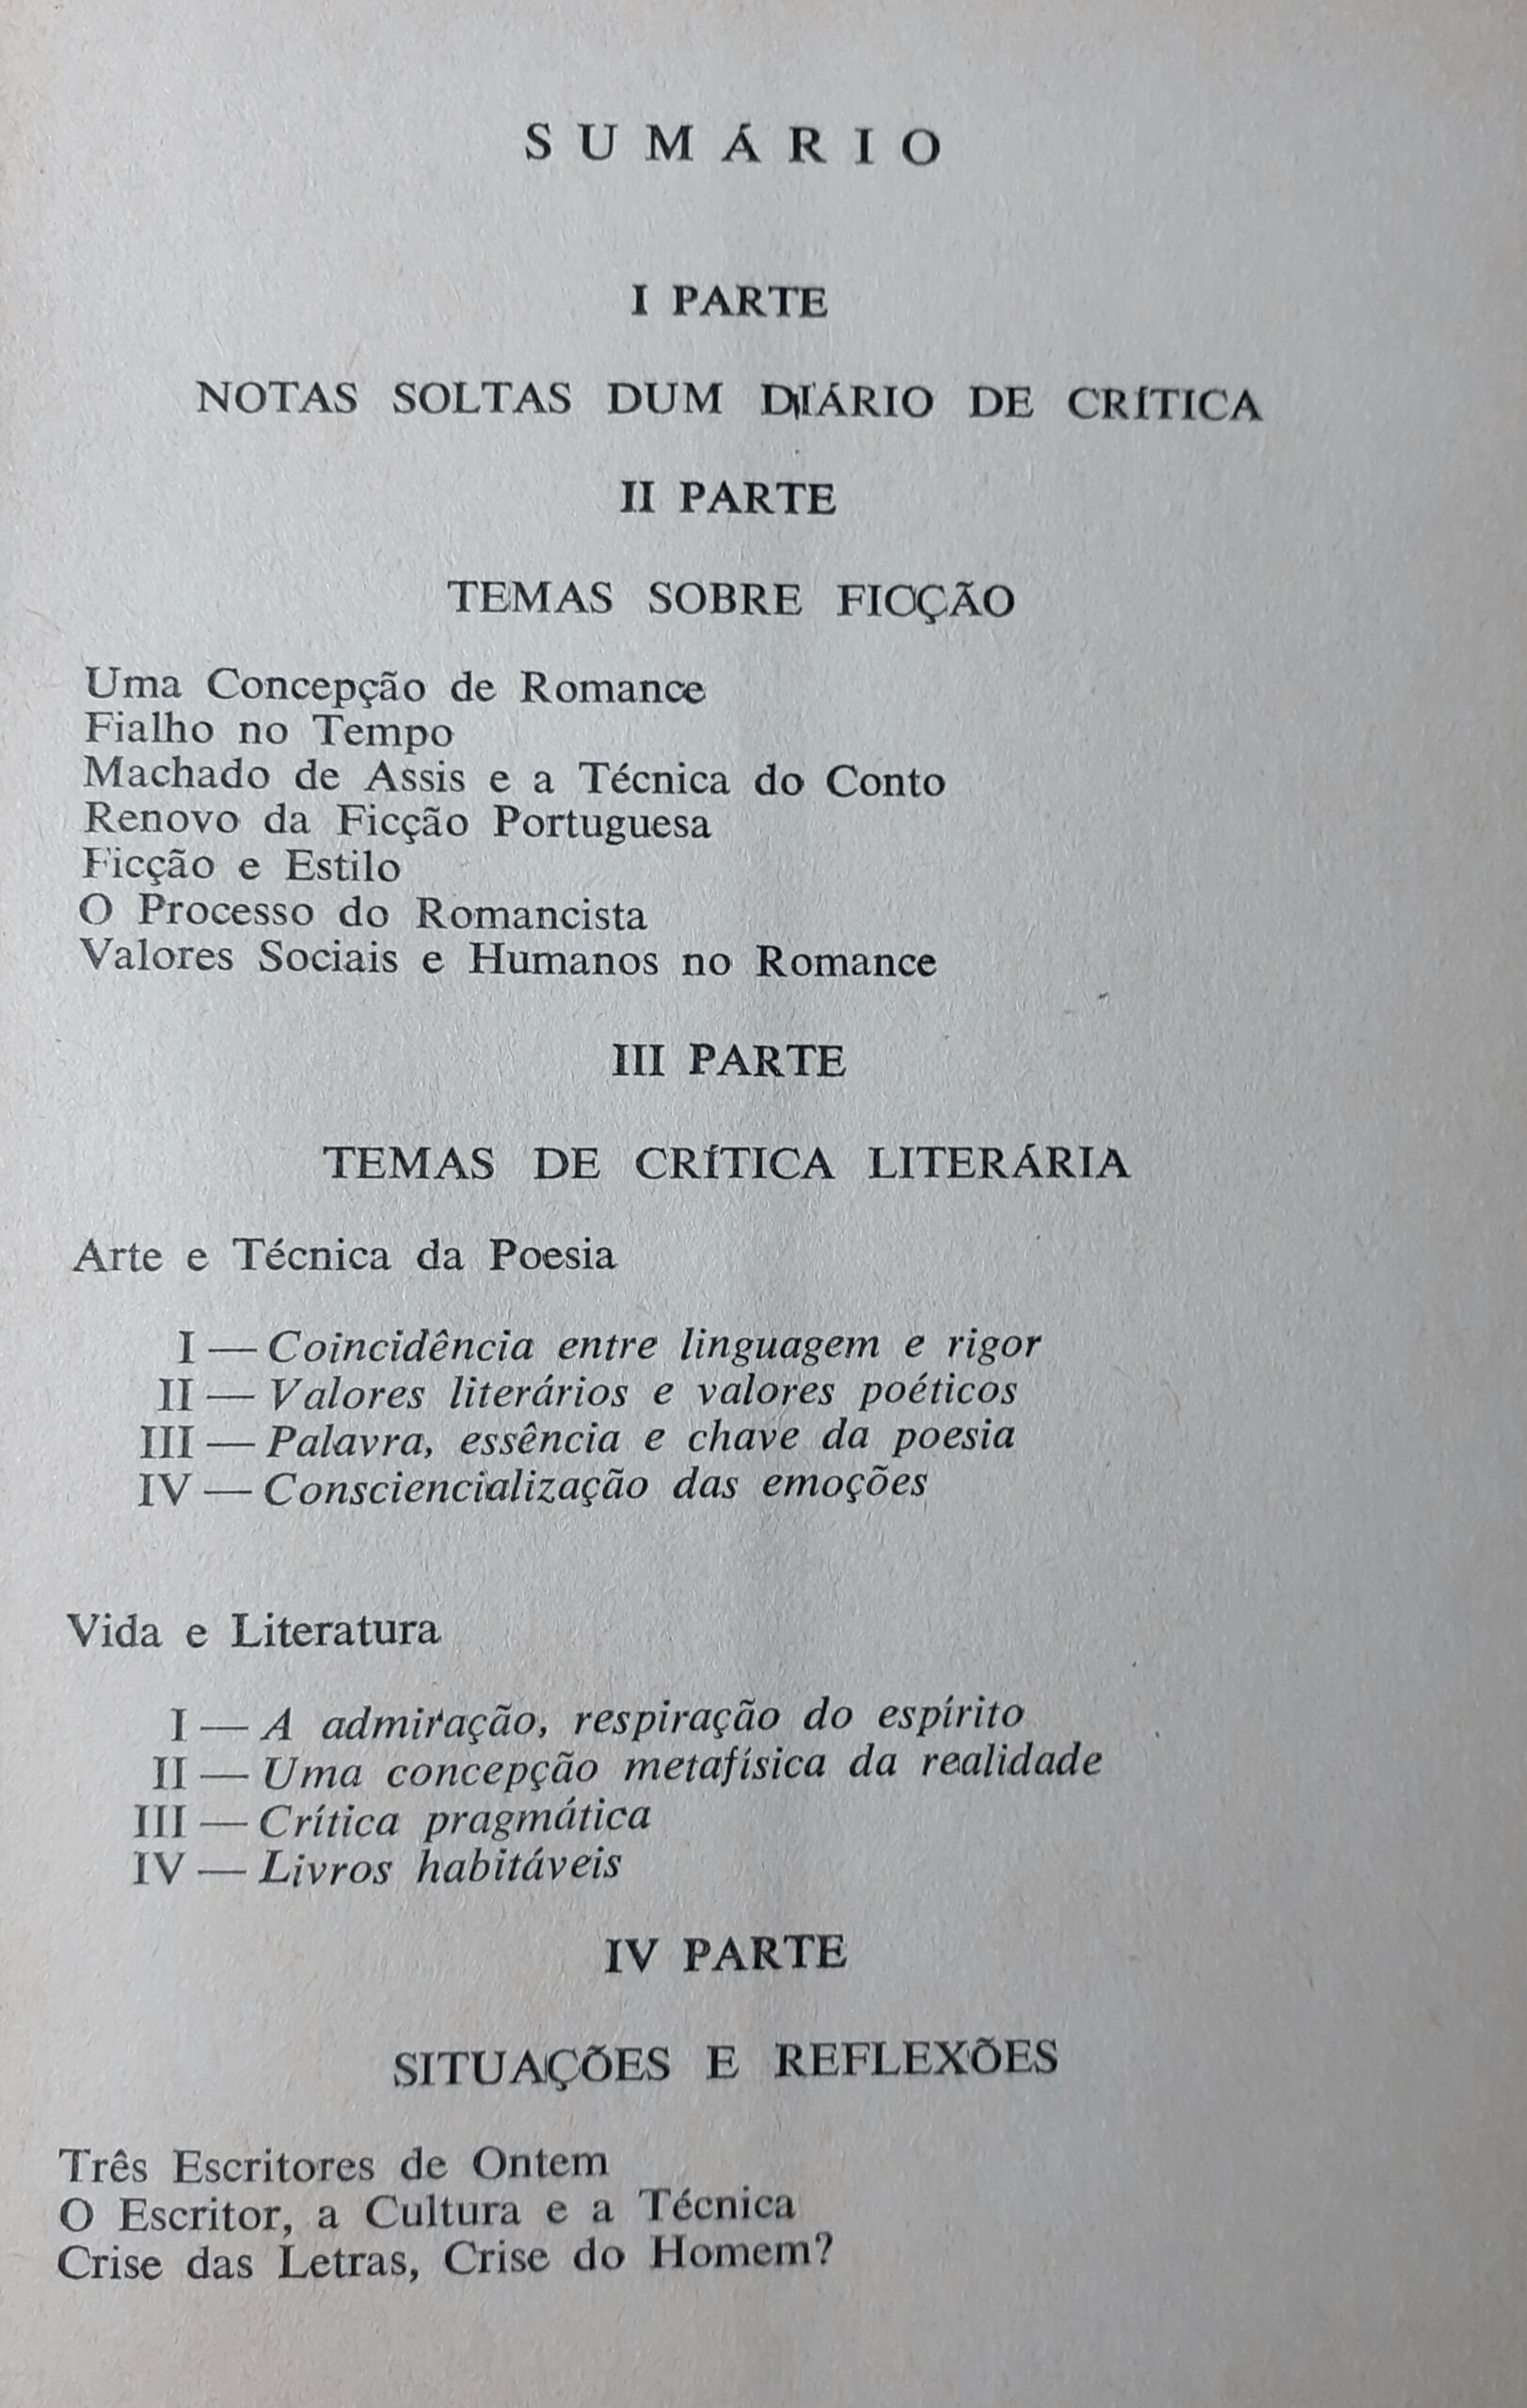 SUMÁRIO
I PARTE
NOTAS SOLTAS DUM DIÁRIO DE CRÍTICA
II PARTE
TEMAS SOBRE FICÇÃO
Uma Concepção de Romance
Fialho no Tempo
Machado de Assis e a Técnica do Conto
Renovo da Ficção Portuguesa
Ficção e Estilo
O Processo do Romancista
Valores Sociais e Humanos no Romance
III PARTE
TEMAS DE CRÍTICA LITERÁRIA
Arte e Técnica da Poesia
I — Coincidência entre linguagem e rigor
II — Valores literários e valores poéticos
III — Palavra, essência e chave da poesia
IV — Consciencialização das emoções
Vida e Literatura
I — A admiração, respiração do espírito
II — Uma concepção metafísica da realidade
III — Crítica pragmática
IV — Livros habitáveis
IV PARTE
SITUAÇÕES E REFLEXÕES
Três Escritores de Ontem
O Escritor, a Cultura e a Técnica
Crise das Letras, Crise do Homem?